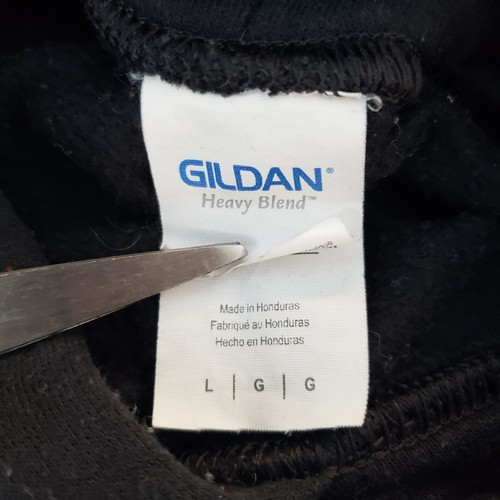 GILDAN®
Heavy Blend™
Made in Honduras
Fabriqué au Honduras
Hecho en Honduras
L | G | G